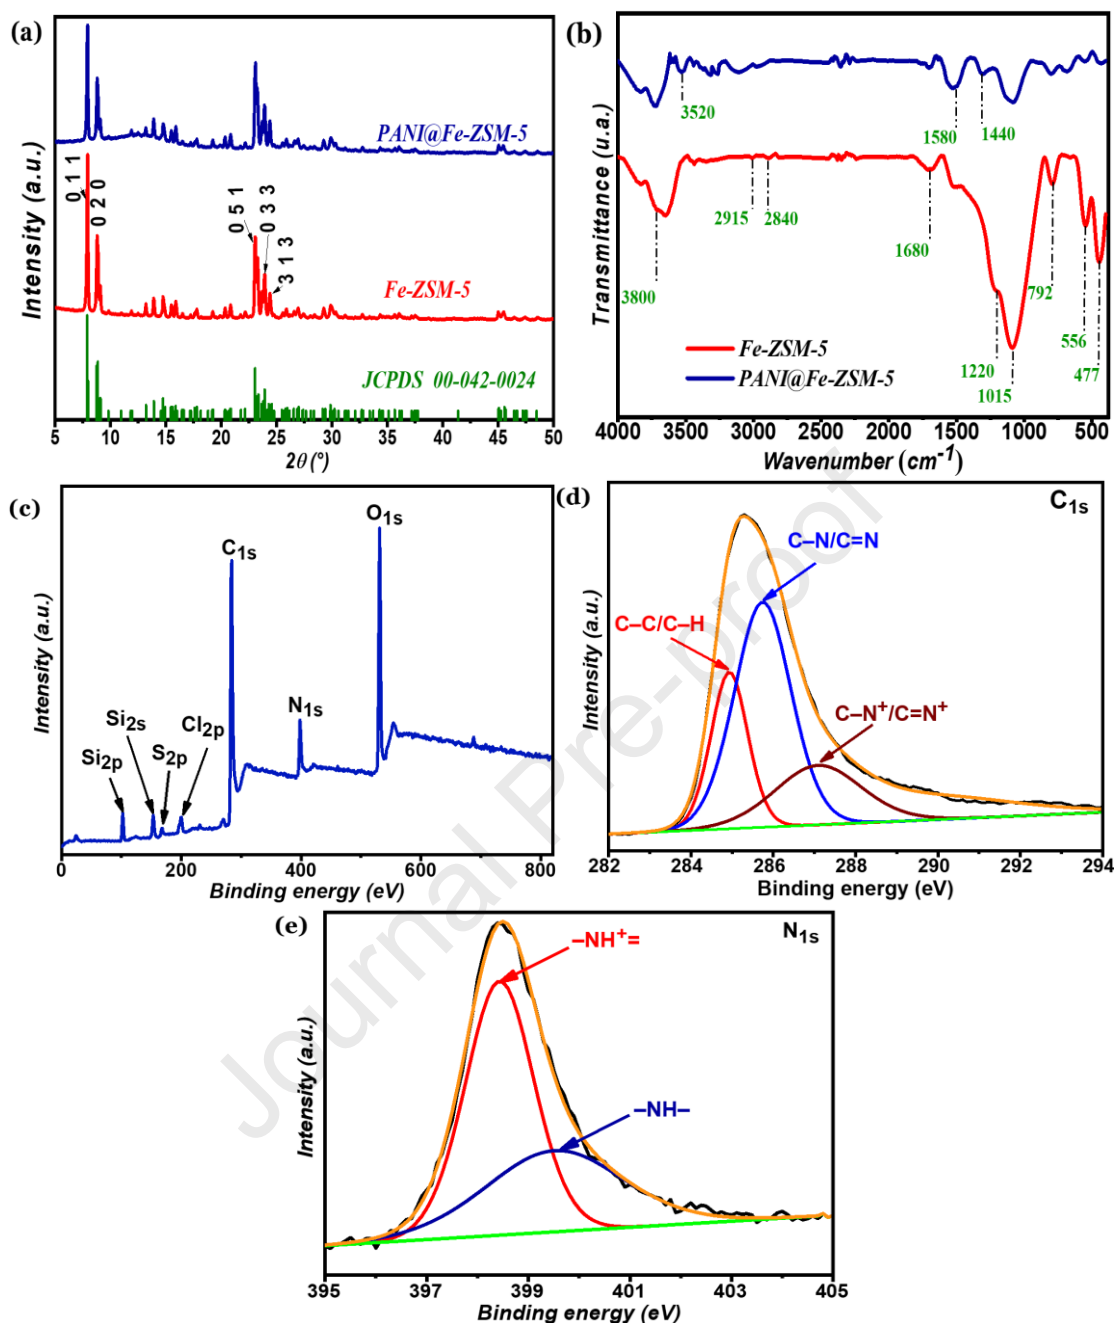 (a)
Intensity (a.u.)
PANI@Fe-ZSM-5
0 1 1
0 2 0
0 5 1
0 3 3
3 1 3
Fe-ZSM-5
JCPDS 00-042-0024
5 10 15 20 25 30 35 40 45 50
2θ (°)
(b)
Transmittance (u.a.)
3520
1580
1440
2915
2840
1680
3800
792
556
1220
1015
477
Fe-ZSM-5
PANI@Fe-ZSM-5
4000 3500 3000 2500 2000 1500 1000 500
Wavenumber (cm-1)
(c)
Intensity (a.u.)
O1s
C1s
N1s
Si2s
Cl2p
S2p
Si2p
0 200 400 600 800
Binding energy (eV)
(d)
C1s
Intensity (a.u.)
C–N/C=N
C–C/C–H
C–N+/C=N+
282 284 286 288 290 292 294
Binding energy (eV)
(e)
N1s
Intensity (a.u.)
–NH+=
–NH–
395 397 399 401 403 405
Binding energy (eV)
Journal Pre-proof